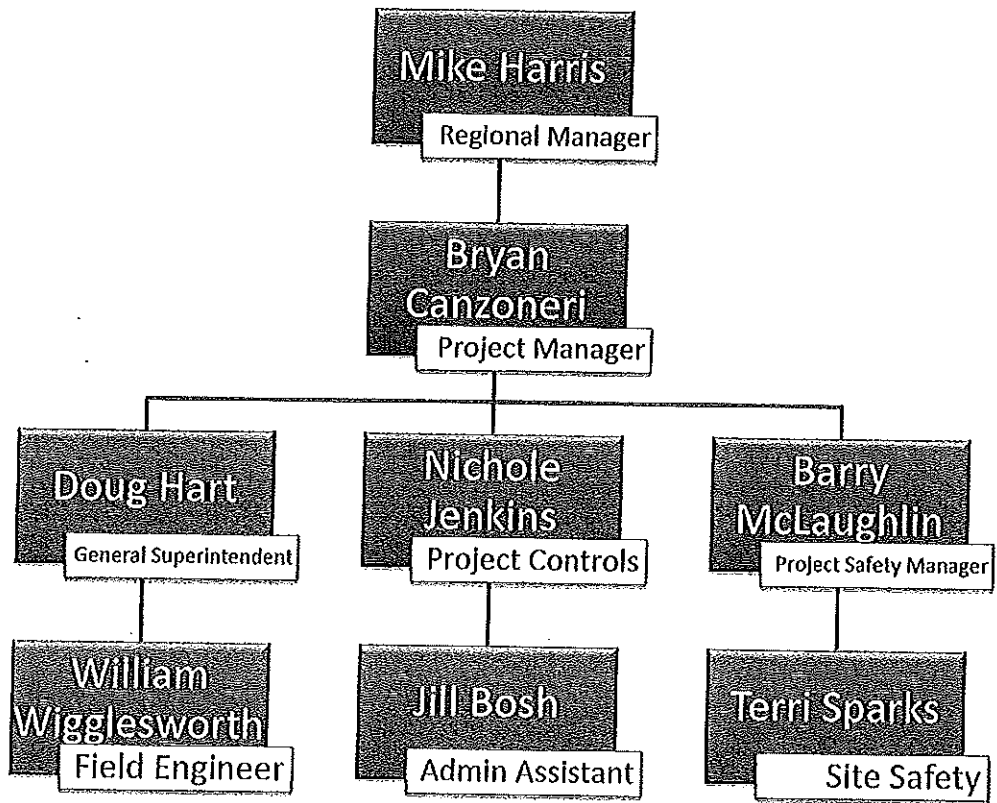 Mike Harris
Regional Manager
Bryan
Canzoneri
Project Manager
Doug Hart
General Superintendent
Nichole
Jenkins
Project Controls
Barry
McLaughlin
Project Safety Manager
William
Wigglesworth
Field Engineer
Jill Bosh
Admin Assistant
Terri Sparks
Site Safety